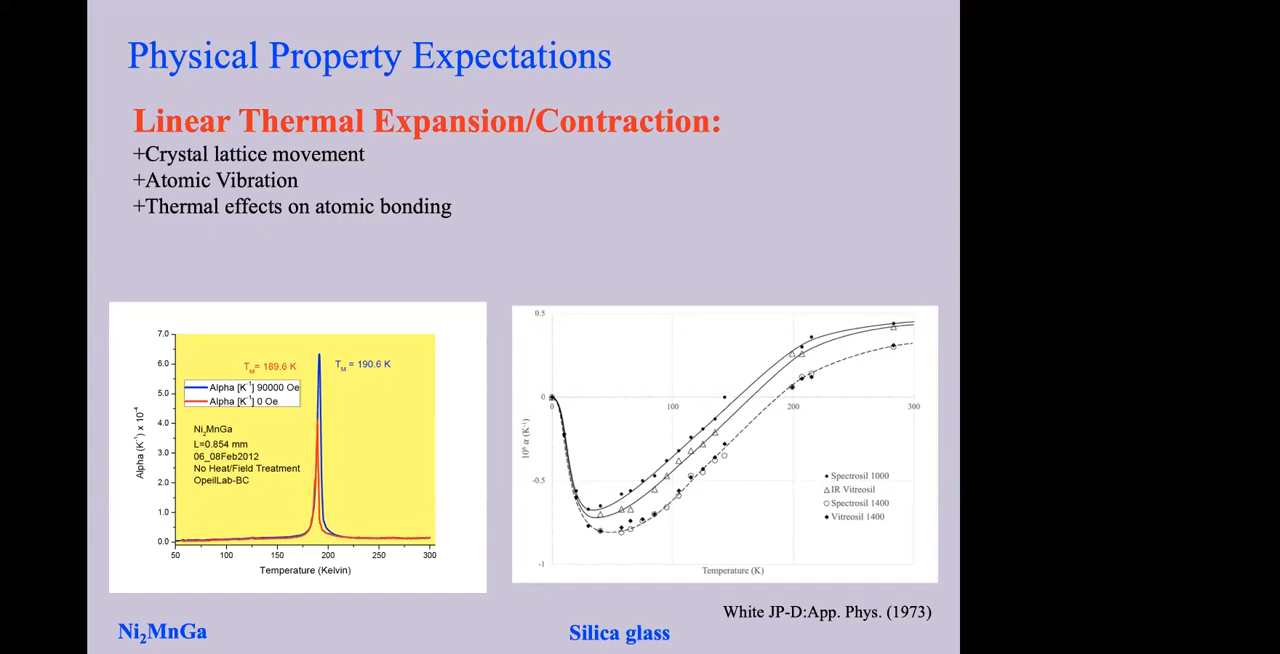 Physical Property Expectations
Linear Thermal Expansion/Contraction:
+Crystal lattice movement
+Atomic Vibration
+Thermal effects on atomic bonding
7.0
6.0
5.0
4.0
3.0
2.0
1.0
0.0
Alpha (K⁻¹) x 10⁻⁴
T_M= 189.6 K
T_M = 190.6 K
Alpha [K⁻¹] 90000 Oe
Alpha [K⁻¹] 0 Oe
Ni₂MnGa
L=0.854 mm
06_08Feb2012
No Heat/Field Treatment
OpeilLab-BC
50 100 150 200 250 300
Temperature (Kelvin)
Ni₂MnGa
0.5
0
-0.5
-1
10⁶ α (K⁻¹)
0 100 200 300
Spectrosil 1000
IR Vitreosil
Spectrosil 1400
Vitreosil 1400
Temperature (K)
White JP-D:App. Phys. (1973)
Silica glass